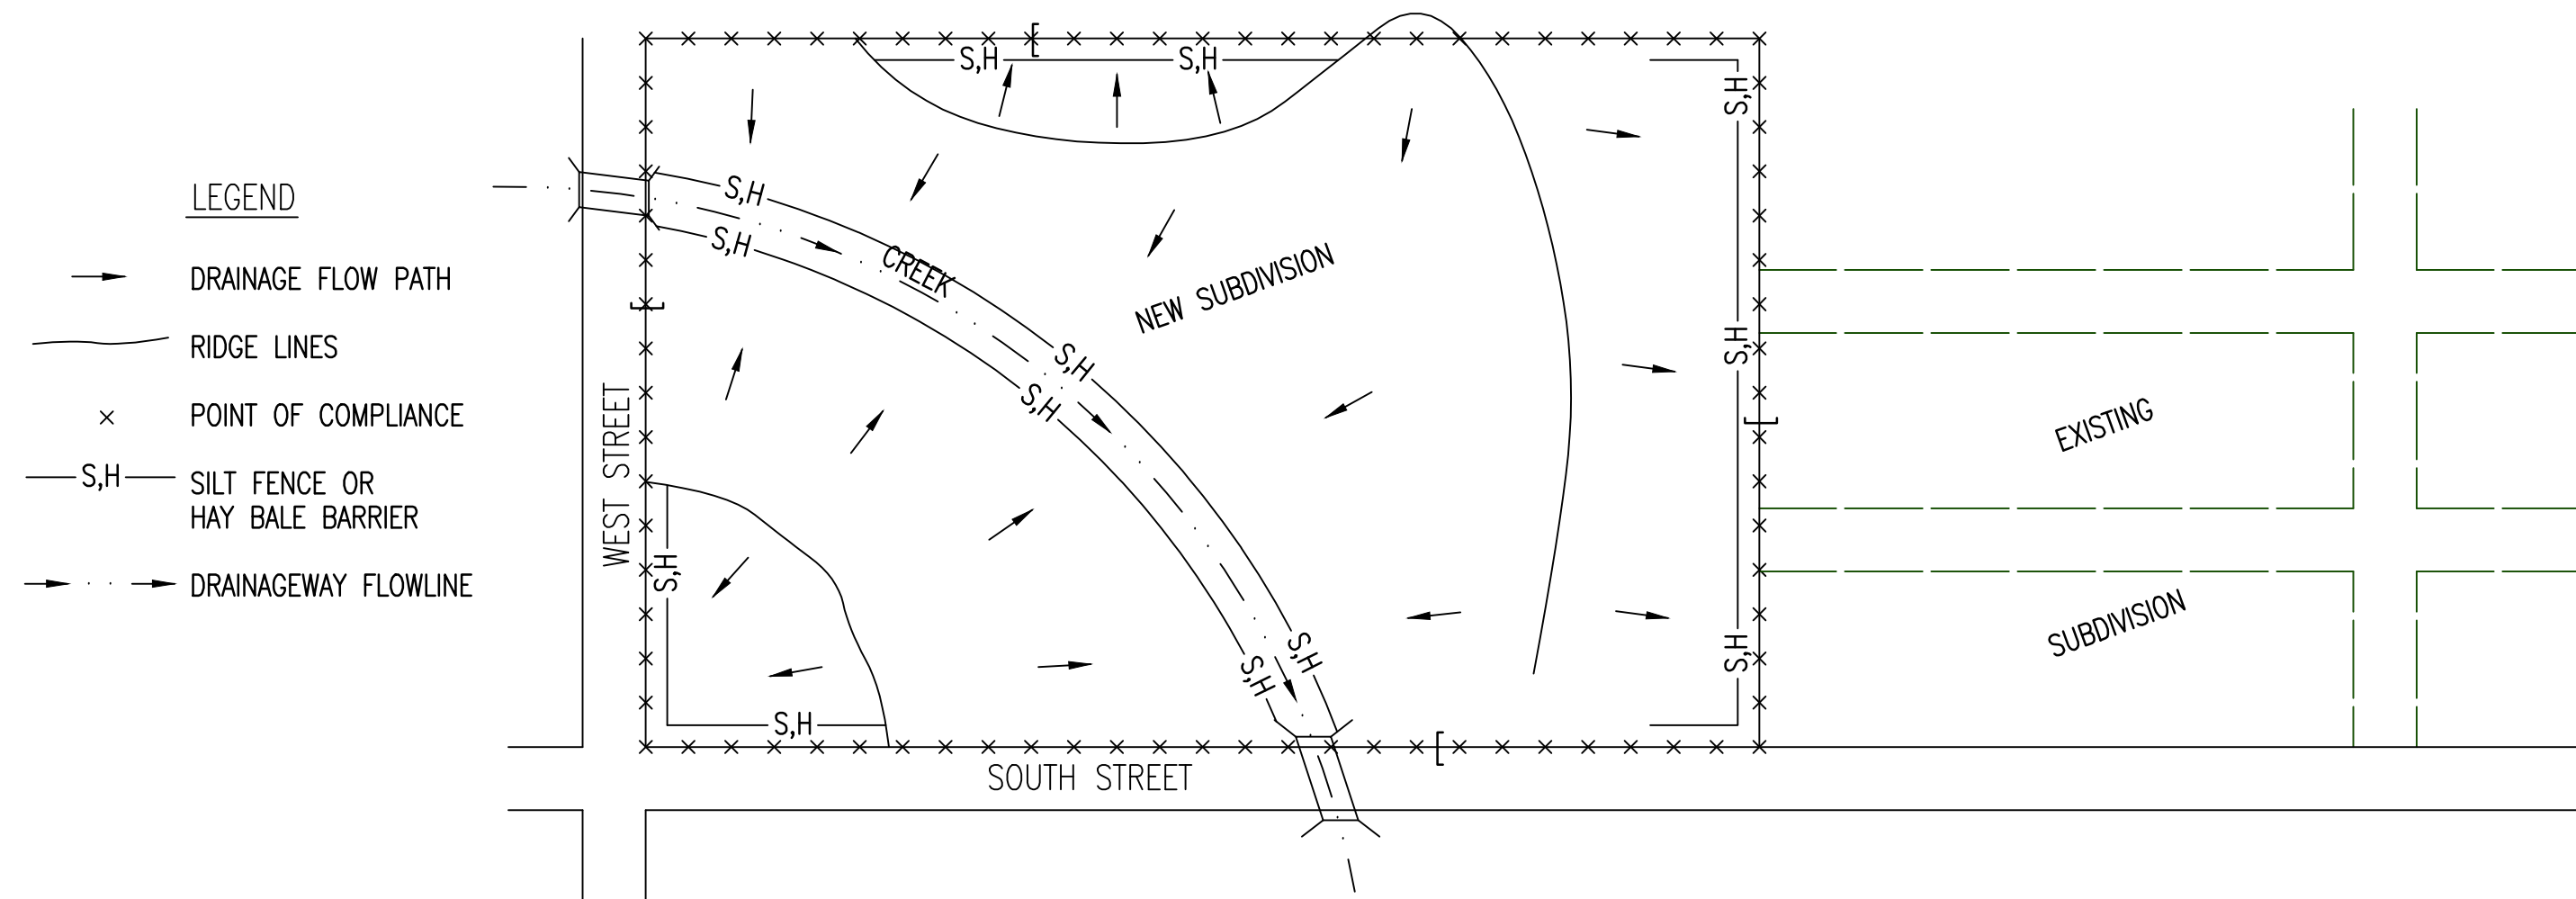 LEGEND
DRAINAGE FLOW PATH
RIDGE LINES
POINT OF COMPLIANCE
S,H
SILT FENCE OR
HAY BALE BARRIER
DRAINAGEWAY FLOWLINE
S,H
S,H
S,H
S,H
S,H
CREEK
NEW SUBDIVISION
S,H
S,H
S,H
WEST STREET
EXISTING
S,H
S,H
S,H
S,H
S,H
SUBDIVISION
SOUTH STREET